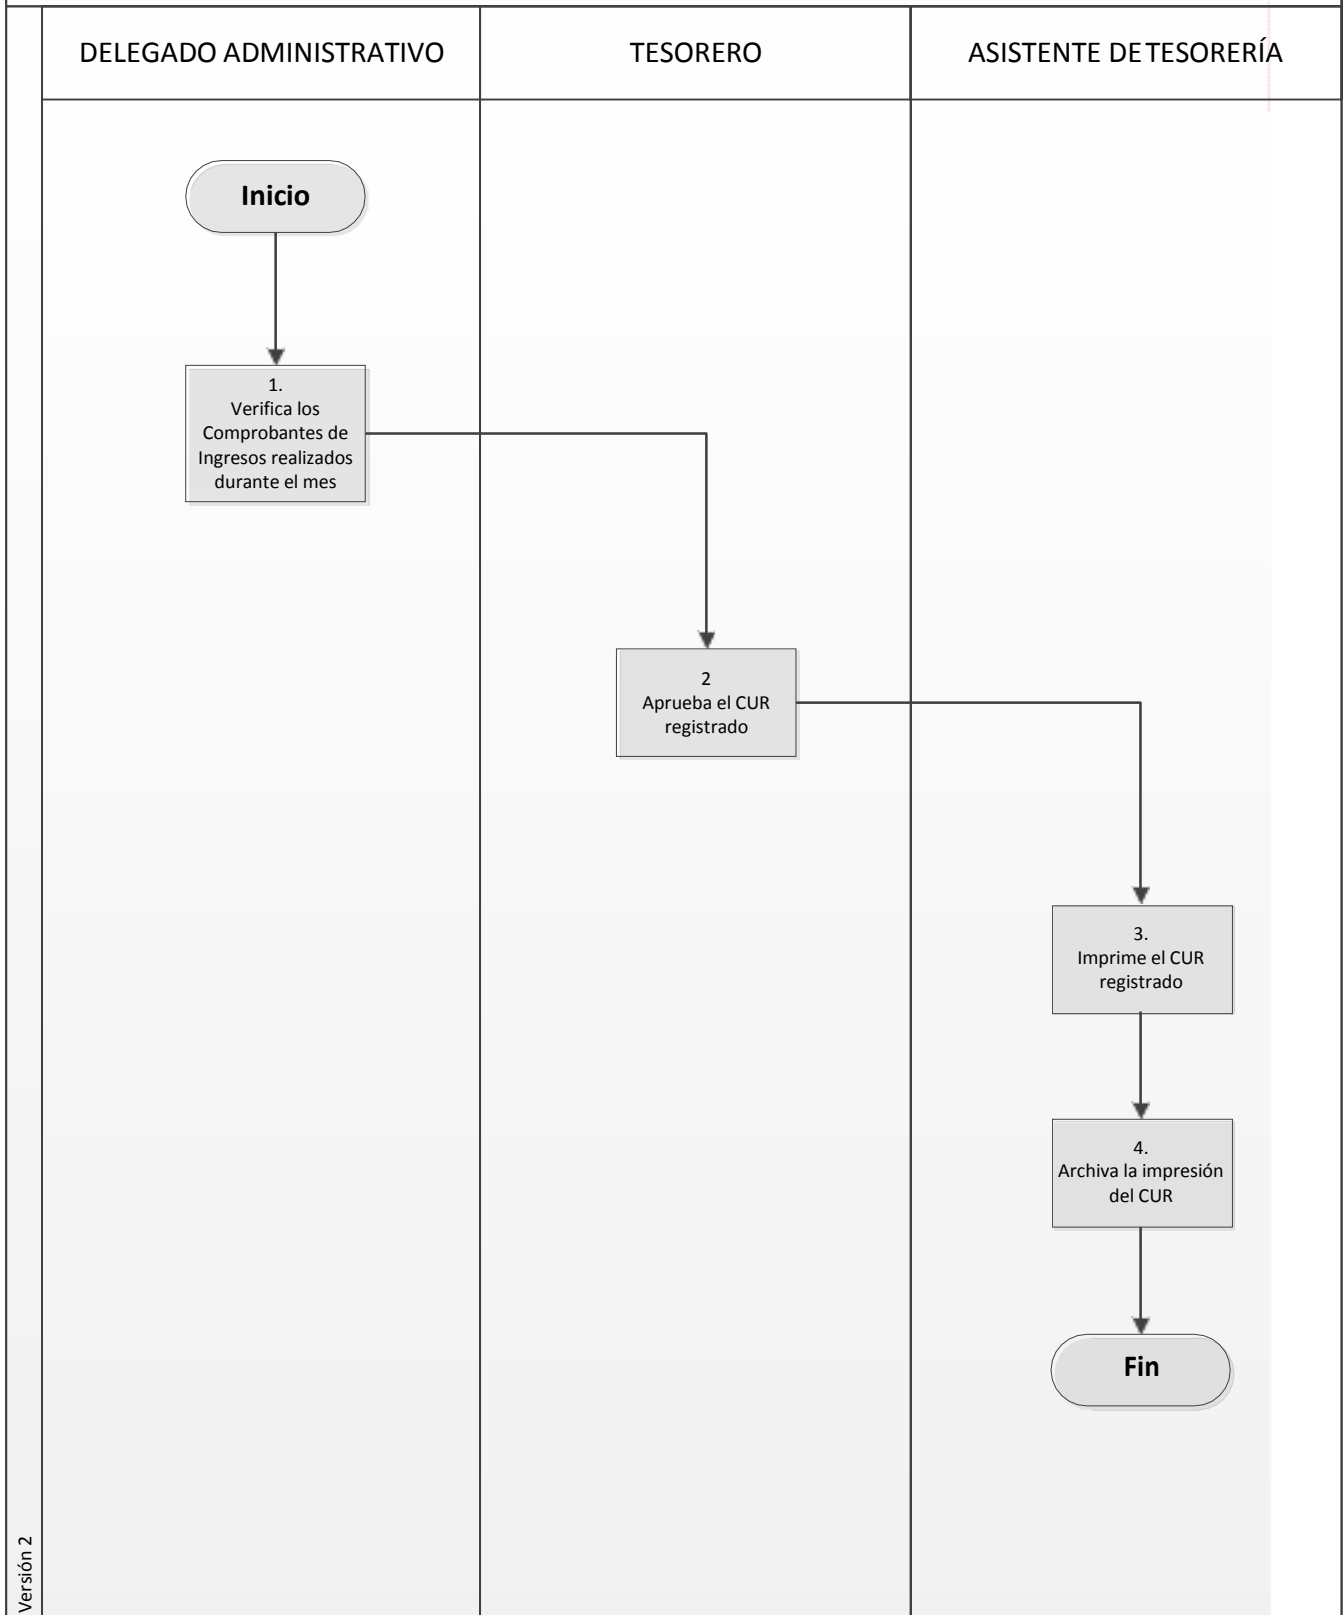 DELEGADO ADMINISTRATIVO
TESORERO
ASISTENTE DE TESORERÍA
Inicio
1.
Verifica los
Comprobantes de
Ingresos realizados
durante el mes
2
Aprueba el CUR
registrado
3.
Imprime el CUR
registrado
4.
Archiva la impresión
del CUR
Fin
Versión 2